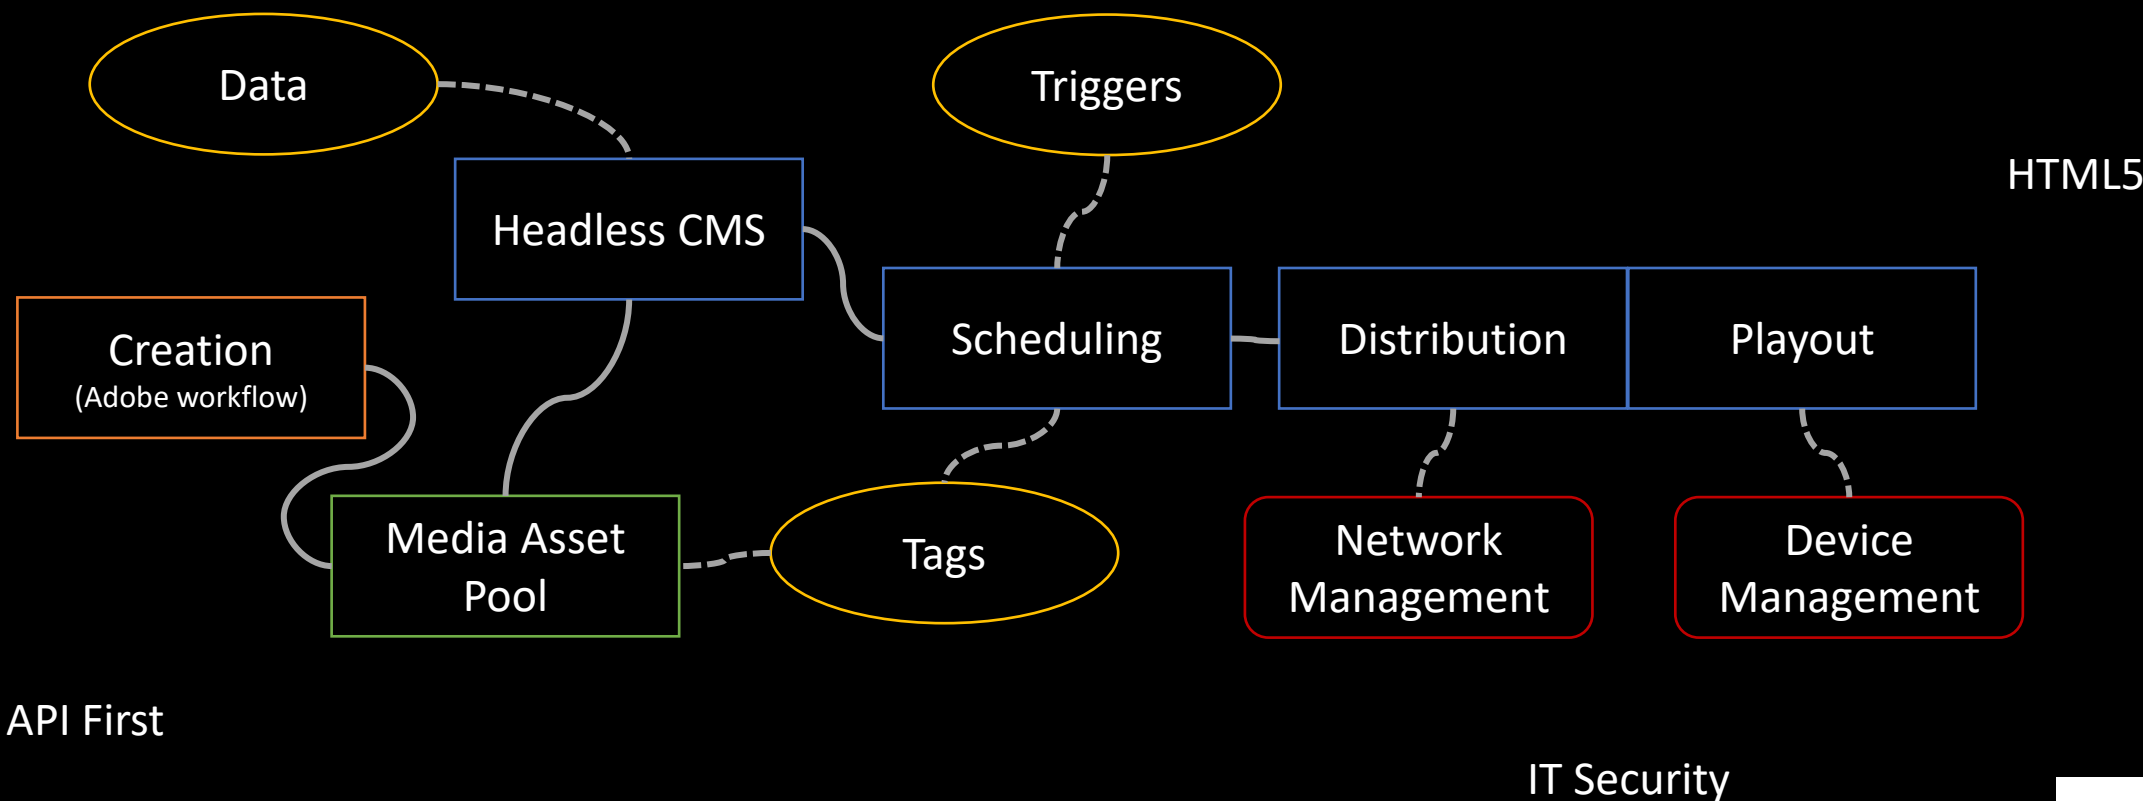 Data
Triggers
HTML5
Headless CMS
Creation
(Adobe workflow)
Scheduling
Distribution
Playout
Media Asset
Pool
Tags
Network
Management
Device
Management
API First
IT Security